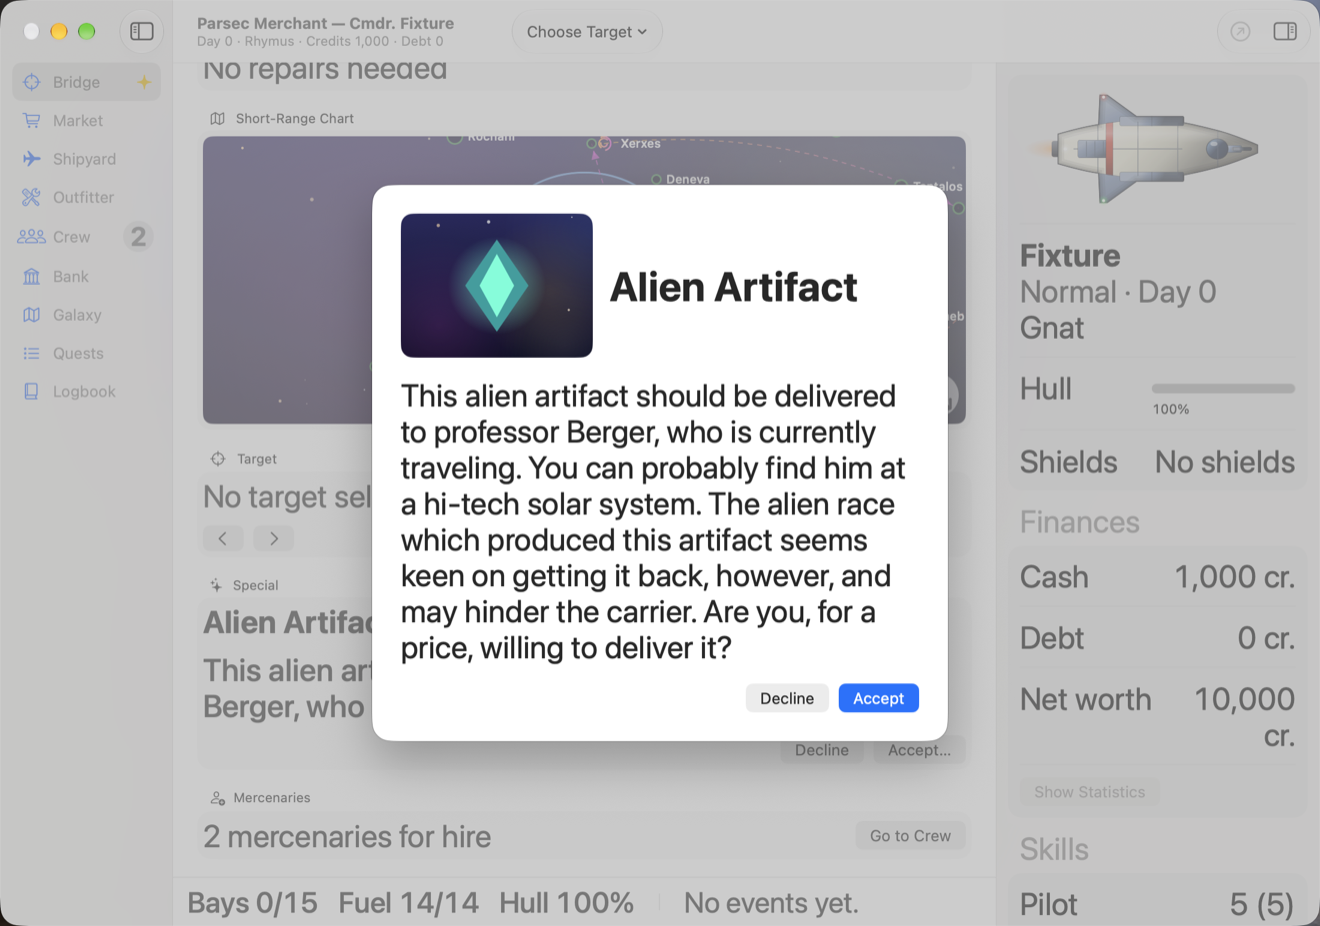 Parsec Merchant — Cmdr. Fixture
Day 0 · Rhymus · Credits 1,000 · Debt 0
Choose Target
Bridge
Market
Shipyard
Outfitter
Crew 2
Bank
Galaxy
Quests
Logbook
No repairs needed
Short-Range Chart
Xerxes
Deneva
Alien Artifact
This alien artifact should be delivered
to professor Berger, who is currently
traveling. You can probably find him at
a hi-tech solar system. The alien race
which produced this artifact seems
keen on getting it back, however, and
may hinder the carrier. Are you, for a
price, willing to deliver it?
Decline Accept
Target
No target sel
Special
Alien Artifac
This alien art
Berger, who
Decline Accept...
Mercenaries
2 mercenaries for hire
Go to Crew
Bays 0/15 Fuel 14/14 Hull 100% No events yet.
Fixture
Normal · Day 0
Gnat
Hull
100%
Shields No shields
Finances
Cash 1,000 cr.
Debt 0 cr.
Net worth 10,000
cr.
Show Statistics
Skills
Pilot 5 (5)